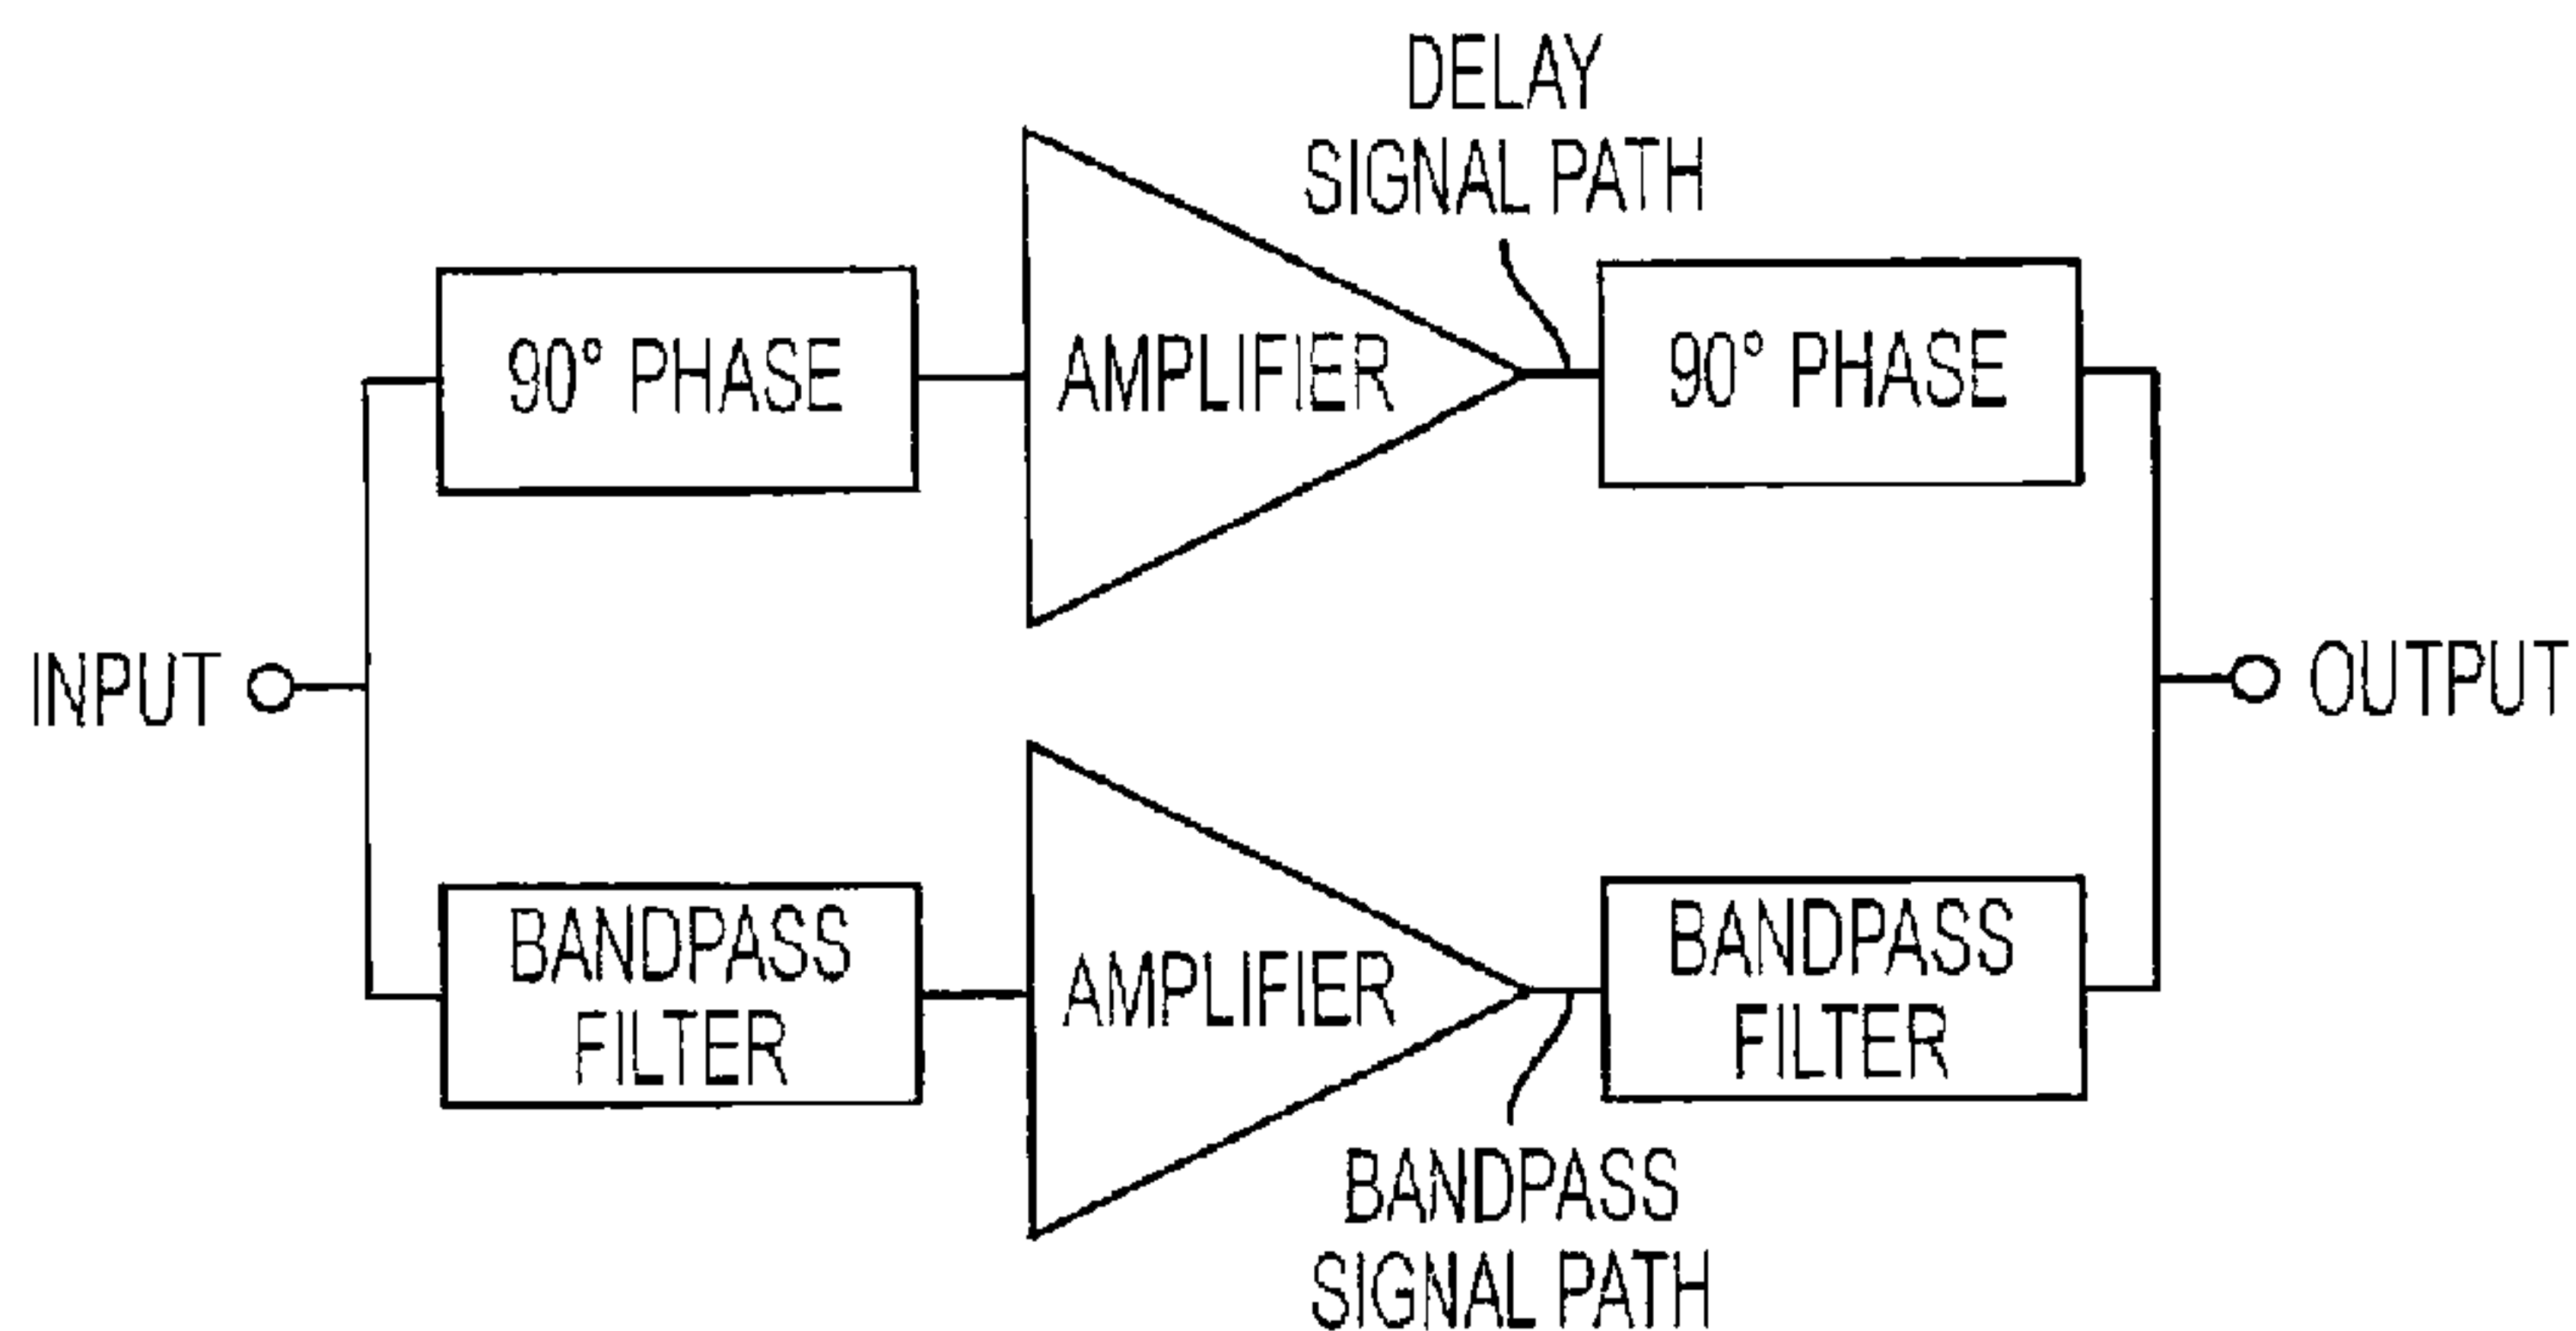 DELAY
SIGNAL PATH
90° PHASE
AMPLIFIER
90° PHASE
INPUT
OUTPUT
BANDPASS
FILTER
AMPLIFIER
BANDPASS
FILTER
BANDPASS
SIGNAL PATH